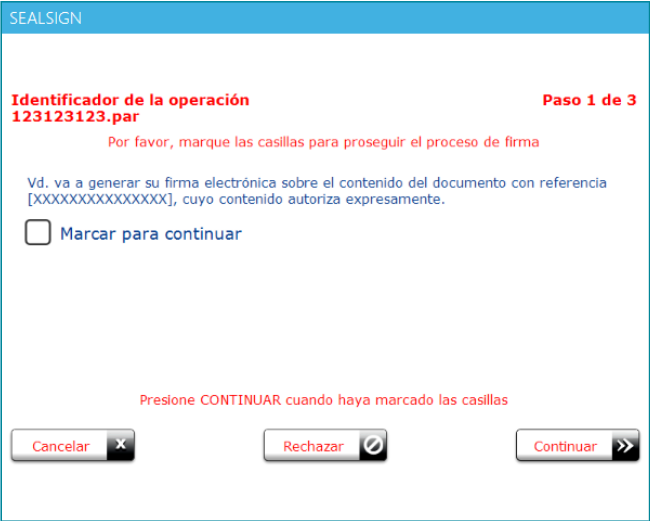 SEALSIGN
Identificador de la operación
123123123.par
Paso 1 de 3
Por favor, marque las casillas para proseguir el proceso de firma
Vd. va a generar su firma electrónica sobre el contenido del documento con referencia
[XXXXXXXXXXXXXXX], cuyo contenido autoriza expresamente.
Marcar para continuar
Presione CONTINUAR cuando haya marcado las casillas
Cancelar X
Rechazar
Continuar >>